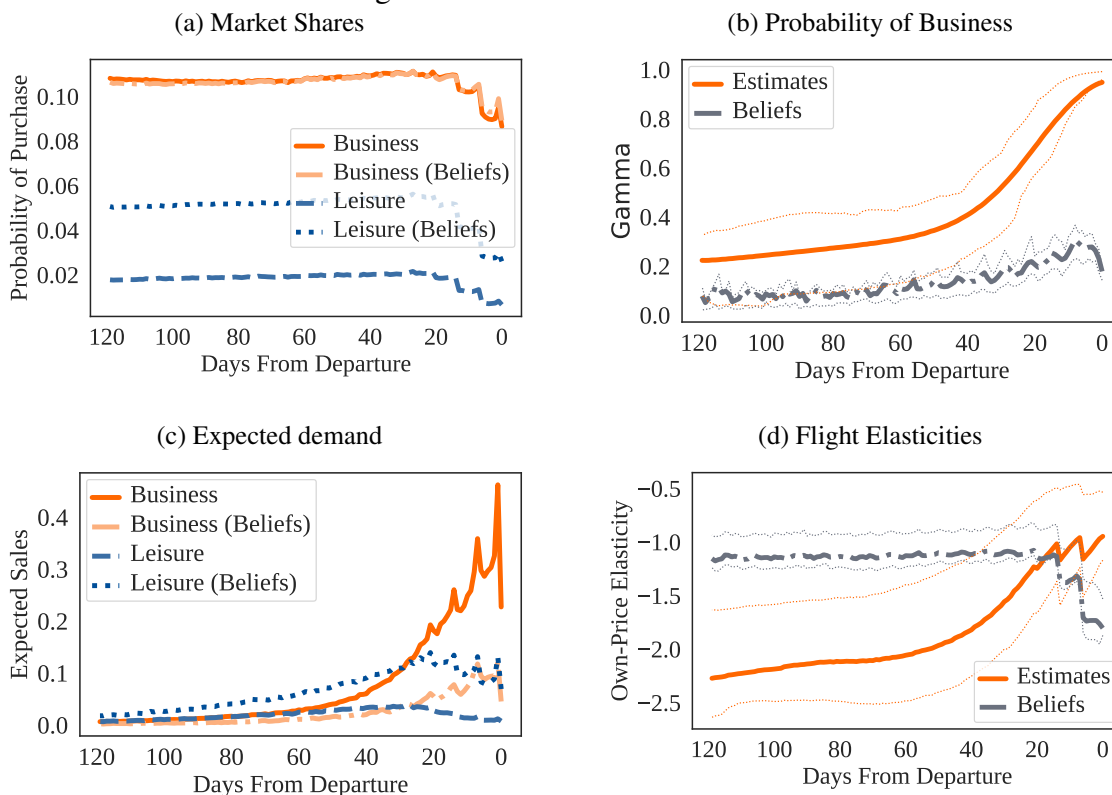 (a) Market Shares
Probability of Purchase
0.10
0.08
0.06
0.04
0.02
Business
Business (Beliefs)
Leisure
Leisure (Beliefs)
120 100 80 60 40 20 0
Days From Departure
(b) Probability of Business
Gamma
1.0
0.8
0.6
0.4
0.2
0.0
Estimates
Beliefs
120 100 80 60 40 20 0
Days From Departure
(c) Expected demand
Expected Sales
0.4
0.3
0.2
0.1
0.0
Business
Business (Beliefs)
Leisure
Leisure (Beliefs)
120 100 80 60 40 20 0
Days From Departure
(d) Flight Elasticities
Own-Price Elasticity
−0.5
−1.0
−1.5
−2.0
−2.5
Estimates
Beliefs
120 100 80 60 40 20 0
Days From Departure